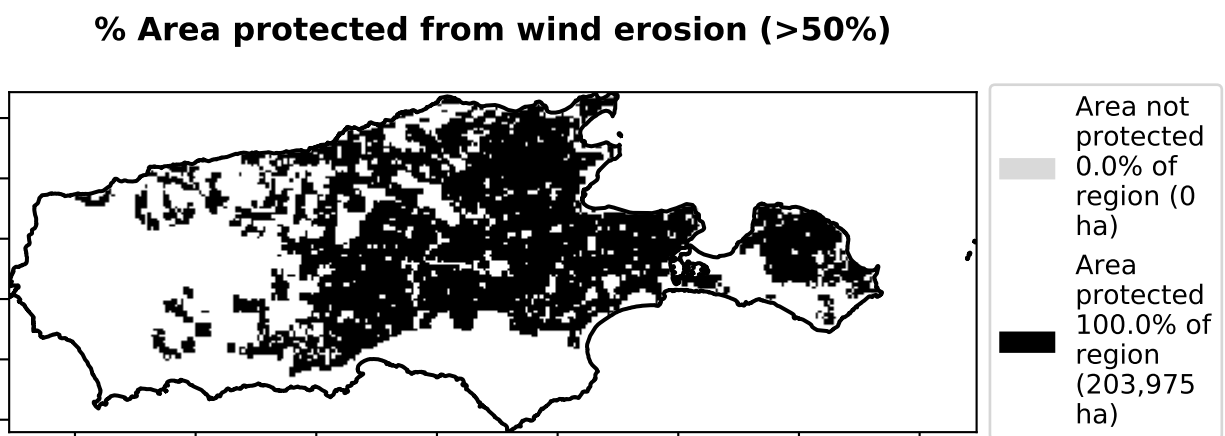 % Area protected from wind erosion (>50%)
Area not
protected
0.0% of
region (0
ha)
Area
protected
100.0% of
region
(203,975
ha)